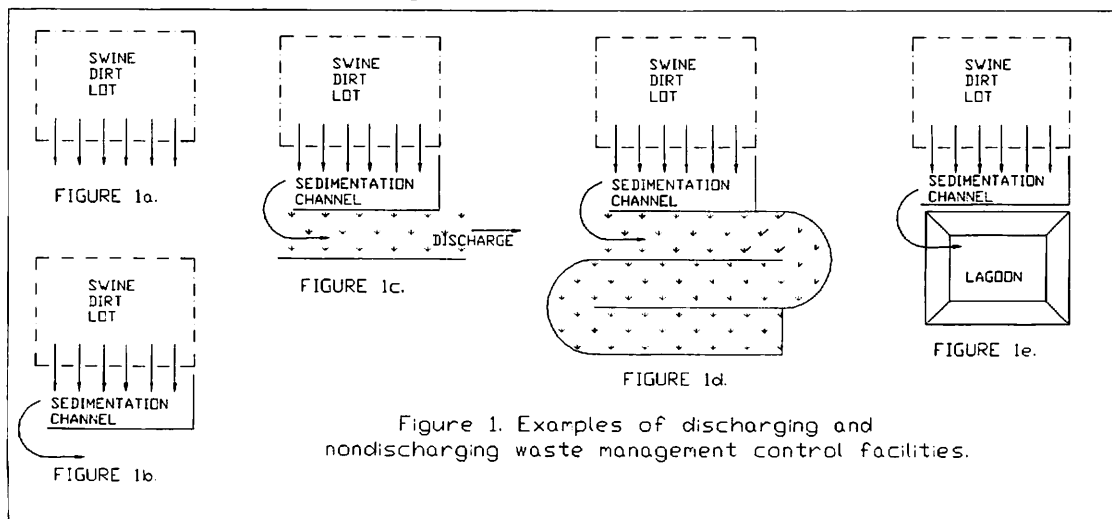 SWINE
DIRT
LOT
FIGURE 1a.
SWINE
DIRT
LOT
SEDIMENTATION
CHANNEL
FIGURE 1b.
SWINE
DIRT
LOT
SEDIMENTATION
CHANNEL
DISCHARGE
FIGURE 1c.
SWINE
DIRT
LOT
SEDIMENTATION
CHANNEL
FIGURE 1d.
SWINE
DIRT
LOT
SEDIMENTATION
CHANNEL
LAGOON
FIGURE 1e.
Figure 1. Examples of discharging and
nondischarging waste management control facilities.